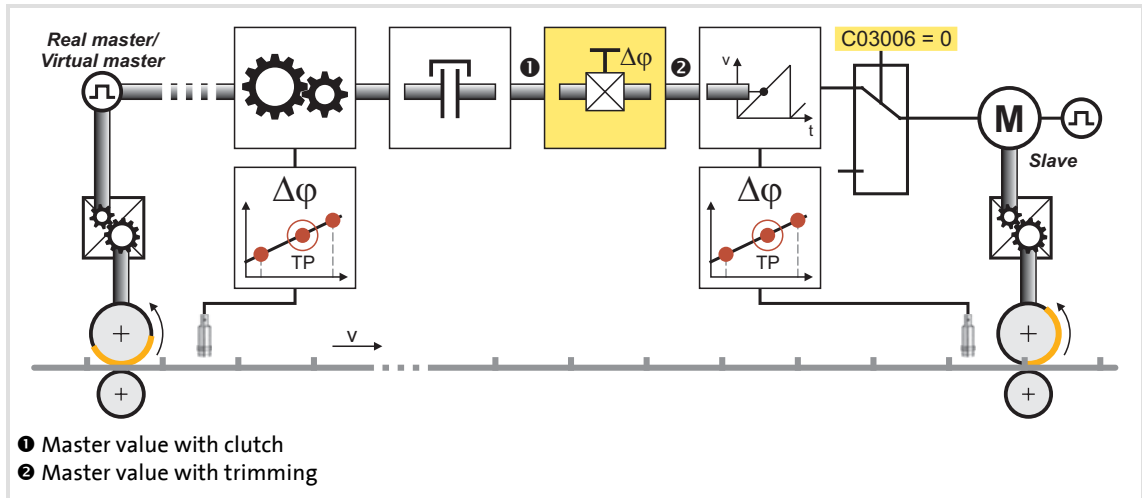 Real master/
Virtual master
❶
Δφ
❷
v
t
C03006 = 0
M
Slave
Δφ
TP
Δφ
TP
v
❶ Master value with clutch
❷ Master value with trimming